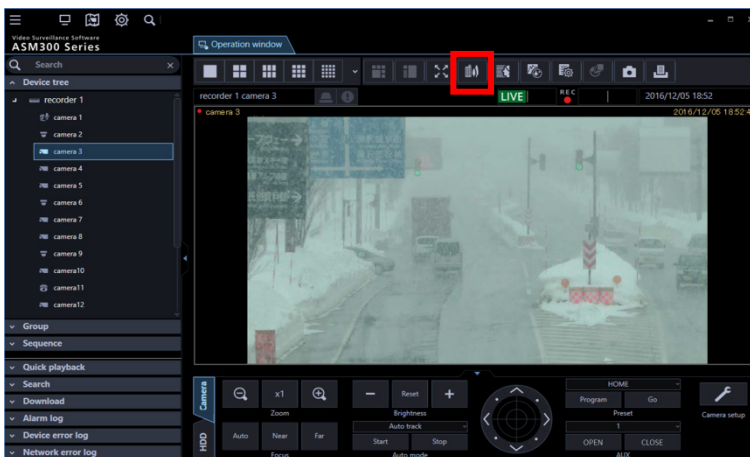 Video Surveillance Software
ASM300 Series
Operation window
Search
Device tree
recorder 1
camera 1
camera 2
camera 3
camera 4
camera 5
camera 6
camera 7
camera 8
camera 9
camera10
camera11
camera12
Group
Sequence
Quick playback
Search
Download
Alarm log
Device error log
Network error log
recorder 1 camera 3
LIVE
REC
2016/12/05 18:52
camera 3
2016/12/05 18:52:4
Camera
HDD
x1
Zoom
Auto
Near
Far
Focus
Reset
Brightness
Auto track
Start
Stop
Auto mode
HOME
Program
Go
Preset
1
OPEN
CLOSE
AUX
Camera setup